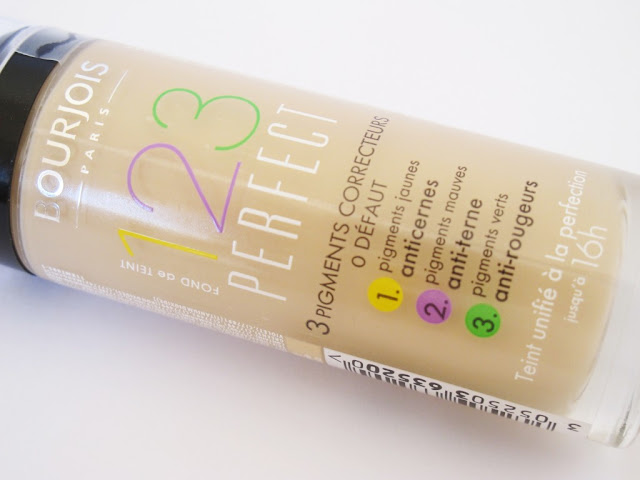 BOURJOIS
PARIS
FOND de TEINT
123
PERFECT
3 PIGMENTS CORRECTEURS
0 DÉFAUT
1. pigments jaunes
anticernes
2. pigments mauves
anti-terne
3. pigments verts
anti-rougeurs
Teint unifié à la perfection
jusqu'à 16h